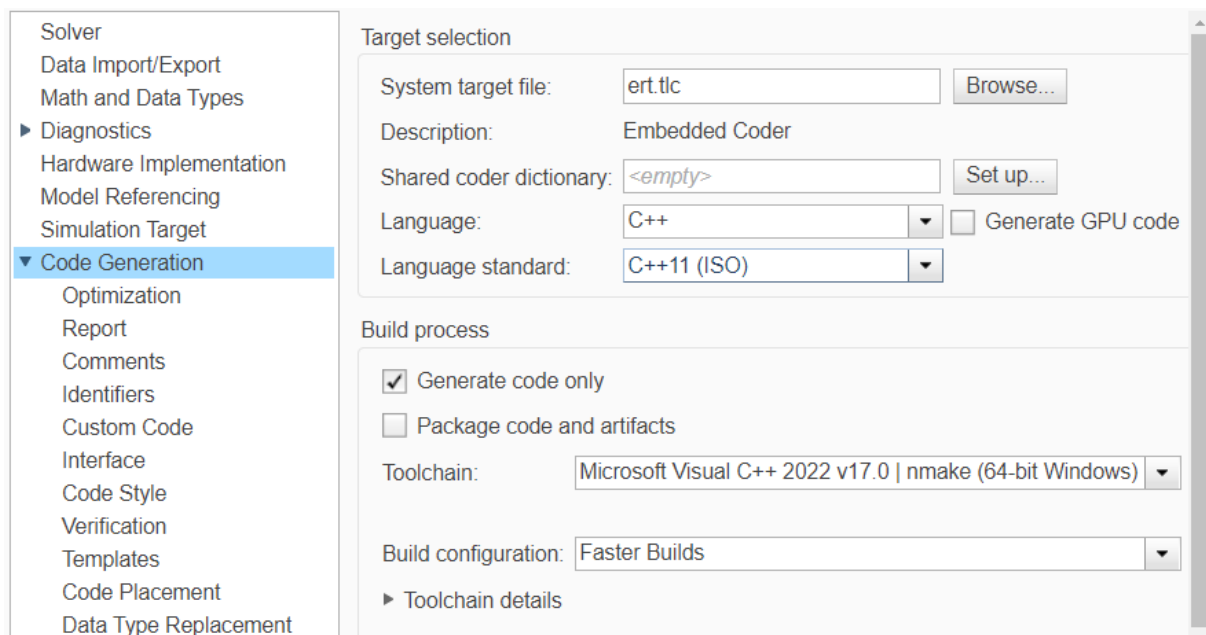 Solver
Data Import/Export
Math and Data Types
Diagnostics
Hardware Implementation
Model Referencing
Simulation Target
Code Generation
Optimization
Report
Comments
Identifiers
Custom Code
Interface
Code Style
Verification
Templates
Code Placement
Data Type Replacement
Target selection
System target file: ert.tlc Browse...
Description: Embedded Coder
Shared coder dictionary: <empty> Set up...
Language: C++ Generate GPU code
Language standard: C++11 (ISO)
Build process
Generate code only
Package code and artifacts
Toolchain: Microsoft Visual C++ 2022 v17.0 | nmake (64-bit Windows)
Build configuration: Faster Builds
Toolchain details